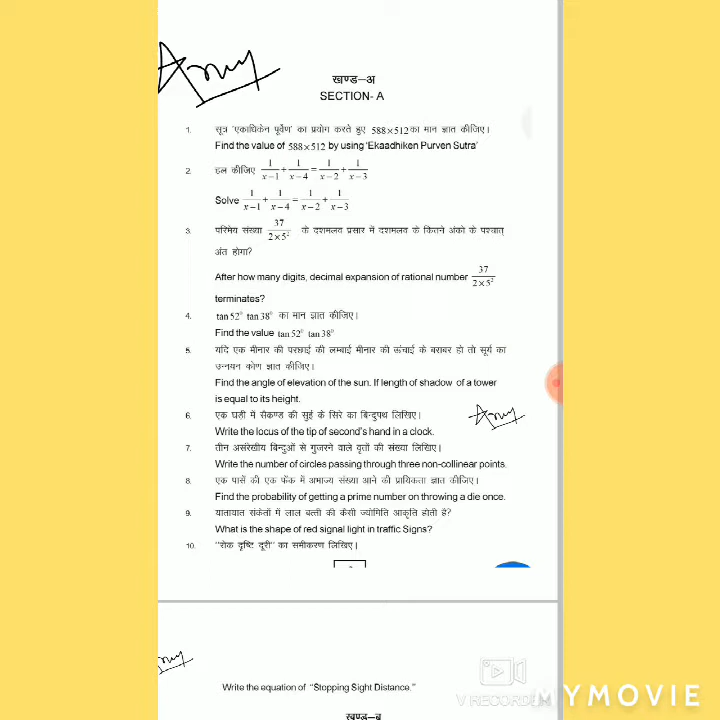 खण्ड–अ
SECTION- A
1. सूत्र 'एकाधिकेन पूर्वेण' का प्रयोग करते हुए 588×512 का मान ज्ञात कीजिए।
Find the value of 588×512 by using 'Ekaadhiken Purven Sutra'
2. हल कीजिए 1/(x−1) + 1/(x−4) = 1/(x−2) + 1/(x−3)
Solve 1/(x−1) + 1/(x−4) = 1/(x−2) + 1/(x−3)
3. परिमेय संख्या 37/(2×5²) के दशमलव प्रसार में दशमलव के कितने अंको के पश्चात्
अंत होगा?
After how many digits, decimal expansion of rational number 37/(2×5²)
terminates?
4. tan 52° tan 38° का मान ज्ञात कीजिए।
Find the value tan 52° tan 38°
5. यदि एक मीनार की परछाई की लम्बाई मीनार की ऊंचाई के बराबर हो तो सूर्य का
उन्नयन कोण ज्ञात कीजिए।
Find the angle of elevation of the sun. If length of shadow of a tower
is equal to its height.
6. एक घड़ी में सैकण्ड की सुई के सिरे का बिन्दुपथ लिखिए।
Write the locus of the tip of second's hand in a clock.
7. तीन असंरेखीय बिन्दुओं से गुजरने वाले वृतों की संख्या लिखिए।
Write the number of circles passing through three non-collinear points.
8. एक पासें की एक फेंक में अभाज्य संख्या आने की प्रायिकता ज्ञात कीजिए।
Find the probability of getting a prime number on throwing a die once.
9. यातायात संकेतों में लाल बत्ती की कैसी ज्योमिति आकृति होती है?
What is the shape of red signal light in traffic Signs?
10. "रोक दृष्टि दूरी" का समीकरण लिखिए।
Write the equation of "Stopping Sight Distance."
खण्ड–ब
V RECORDER
MYMOVIE